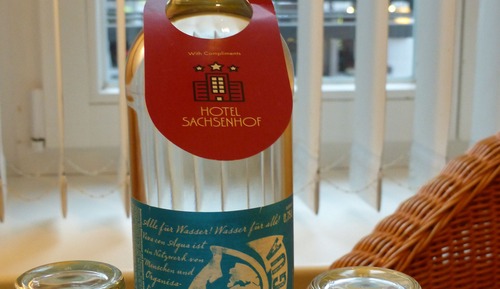 With Compliments
HOTEL
SACHSENHOF
Alle für Wasser! Wasser für alle!
Viva con Agua ist
ein Netzwerk von
Menschen und
Organis-